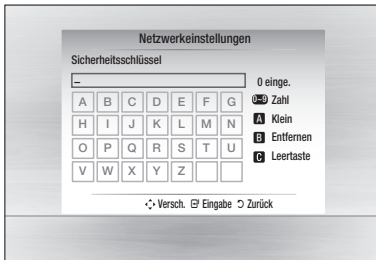 Netzwerkeinstellungen
Sicherheitsschlüssel
_ 0 einge.
A B C D E F G 0~9 Zahl
H I J K L M N A Klein
O P Q R S T U B Entfernen
V W X Y Z C Leertaste
Versch. Eingabe Zurück